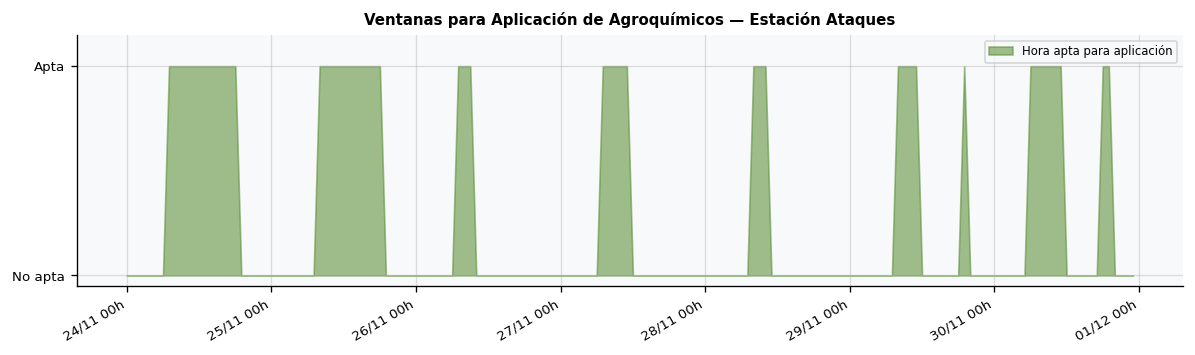 Ventanas para Aplicación de Agroquímicos — Estación Ataques
Hora apta para aplicación
Apta
No apta
24/11 00h
25/11 00h
26/11 00h
27/11 00h
28/11 00h
29/11 00h
30/11 00h
01/12 00h